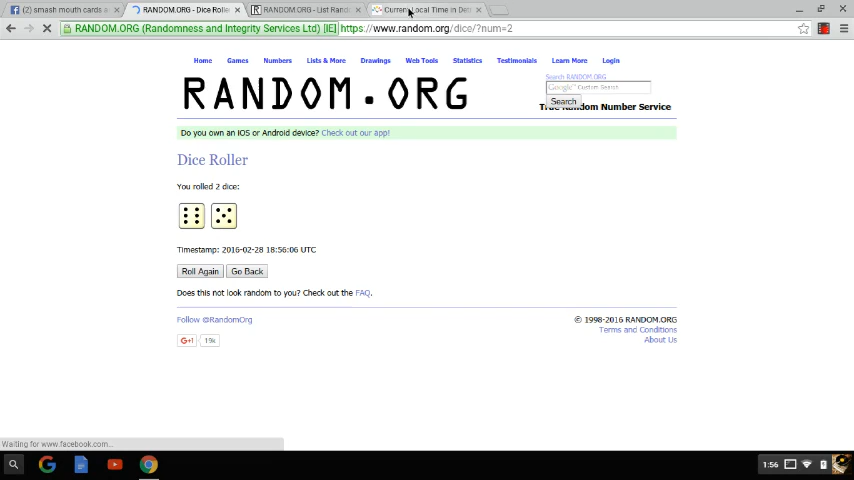 (2) smash mouth cards a
RANDOM.ORG - Dice Roller
RANDOM.ORG - List Rando
Current Local Time in Det
RANDOM.ORG (Randomness and Integrity Services Ltd) [IE] https://www.random.org/dice/?num=2
Home Games Numbers Lists & More Drawings Web Tools Statistics Testimonials Learn More Login
RANDOM.ORG
Search RANDOM.ORG
Google™ Custom Search
Search
True Random Number Service
Do you own an iOS or Android device? Check out our app!
Dice Roller
You rolled 2 dice:
Timestamp: 2016-02-28 18:56:06 UTC
Roll Again Go Back
Does this not look random to you? Check out the FAQ.
Follow @RandomOrg
G+1 19k
© 1998-2016 RANDOM.ORG
Terms and Conditions
About Us
Waiting for www.facebook.com...
1:56